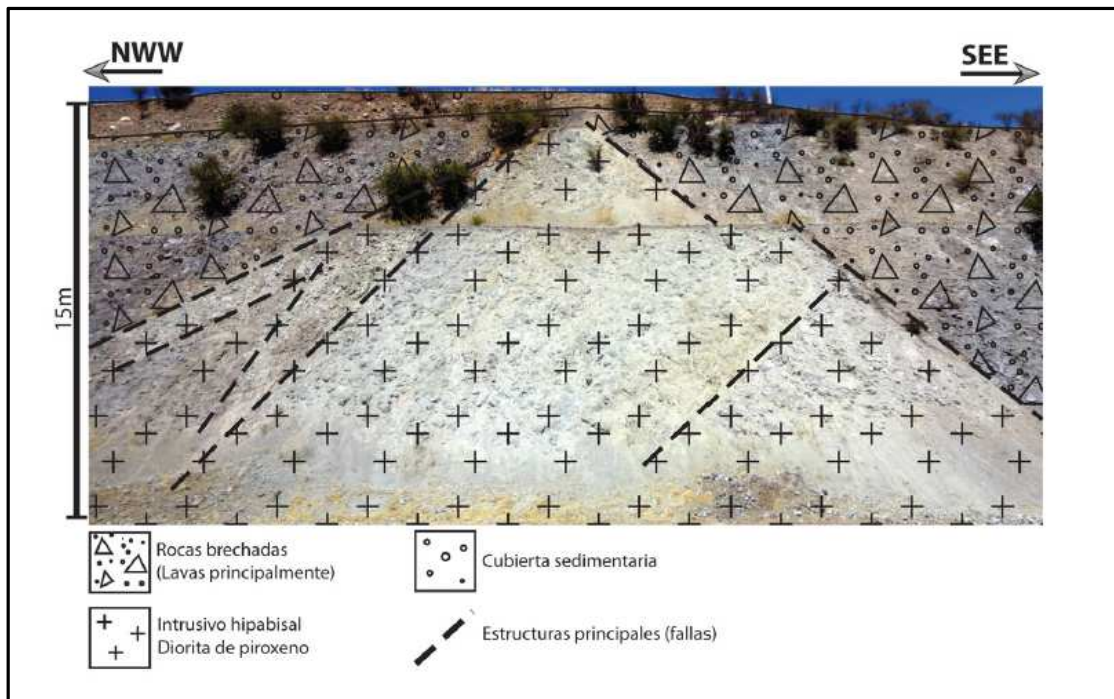 NWW
SEE
15m
Rocas brechadas
(Lavas principalmente)
Cubierta sedimentaria
Intrusivo hipabisal
Diorita de piroxeno
Estructuras principales (fallas)